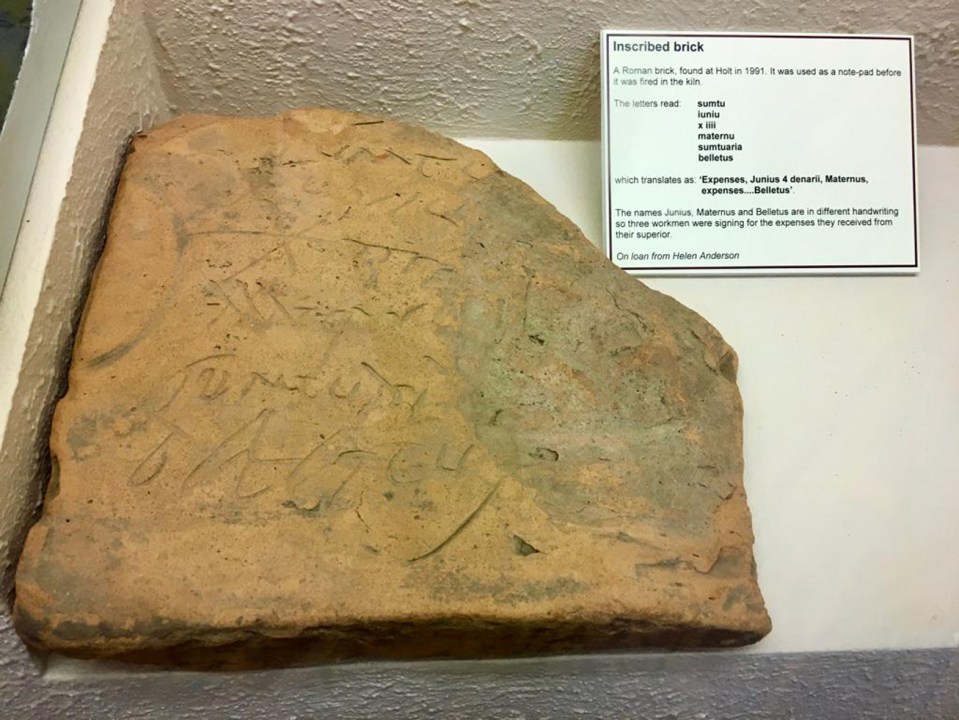 Inscribed brick
A Roman brick, found at Holt in 1991. It was used as a note-pad before
it was fired in the kiln.
The letters read: sumtu
iuniu
x iiii
maternu
sumtuaria
belletus
which translates as: ‘Expenses, Junius 4 denarii, Maternus,
expenses....Belletus’.
The names Junius, Maternus and Belletus are in different handwriting
so three workmen were signing for the expenses they received from
their superior.
On loan from Helen Anderson